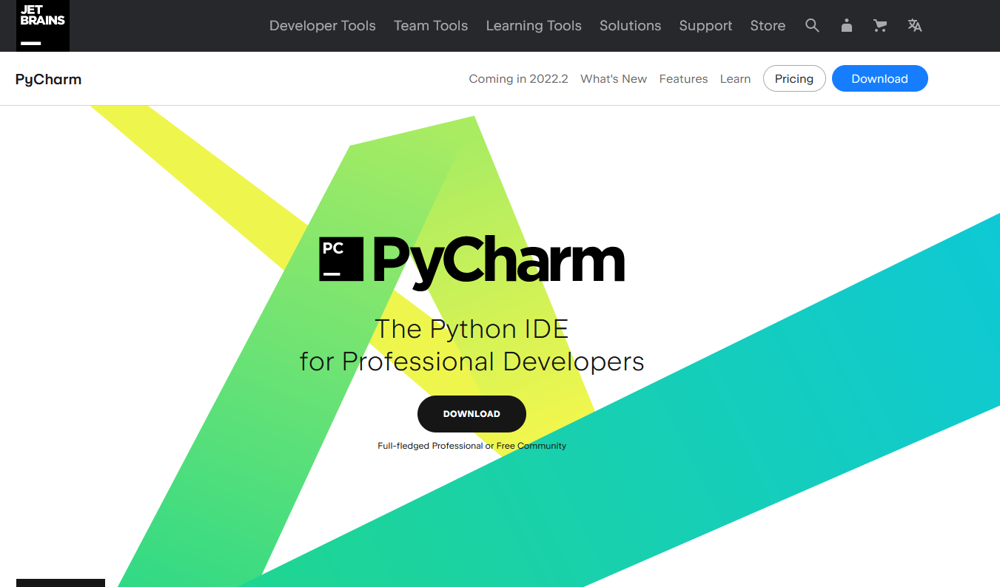 JET
BRAINS
Developer Tools Team Tools Learning Tools Solutions Support Store
PyCharm
Coming in 2022.2 What's New Features Learn Pricing Download
PC
PyCharm
The Python IDE
for Professional Developers
DOWNLOAD
Full-fledged Professional or Free Community